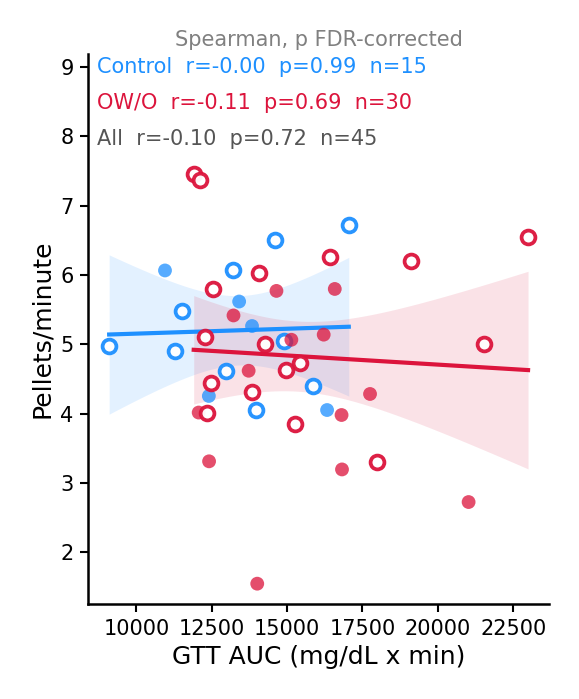 Spearman, p FDR-corrected
Control  r=-0.00  p=0.99  n=15
OW/O  r=-0.11  p=0.69  n=30
All  r=-0.10  p=0.72  n=45
9
8
7
6
5
4
3
2
Pellets/minute
10000 12500 15000 17500 20000 22500
GTT AUC (mg/dL x min)